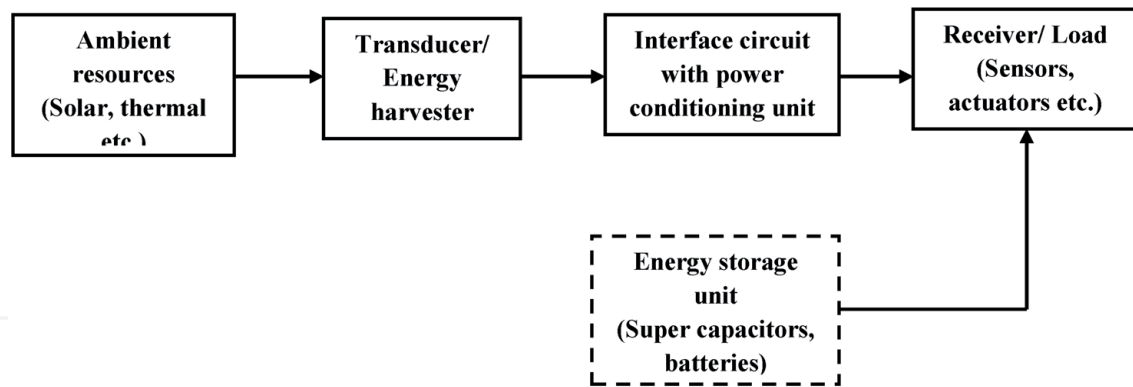 Ambient
resources
(Solar, thermal
etc.)
Transducer/
Energy
harvester
Interface circuit
with power
conditioning unit
Receiver/ Load
(Sensors,
actuators etc.)
Energy storage
unit
(Super capacitors,
batteries)